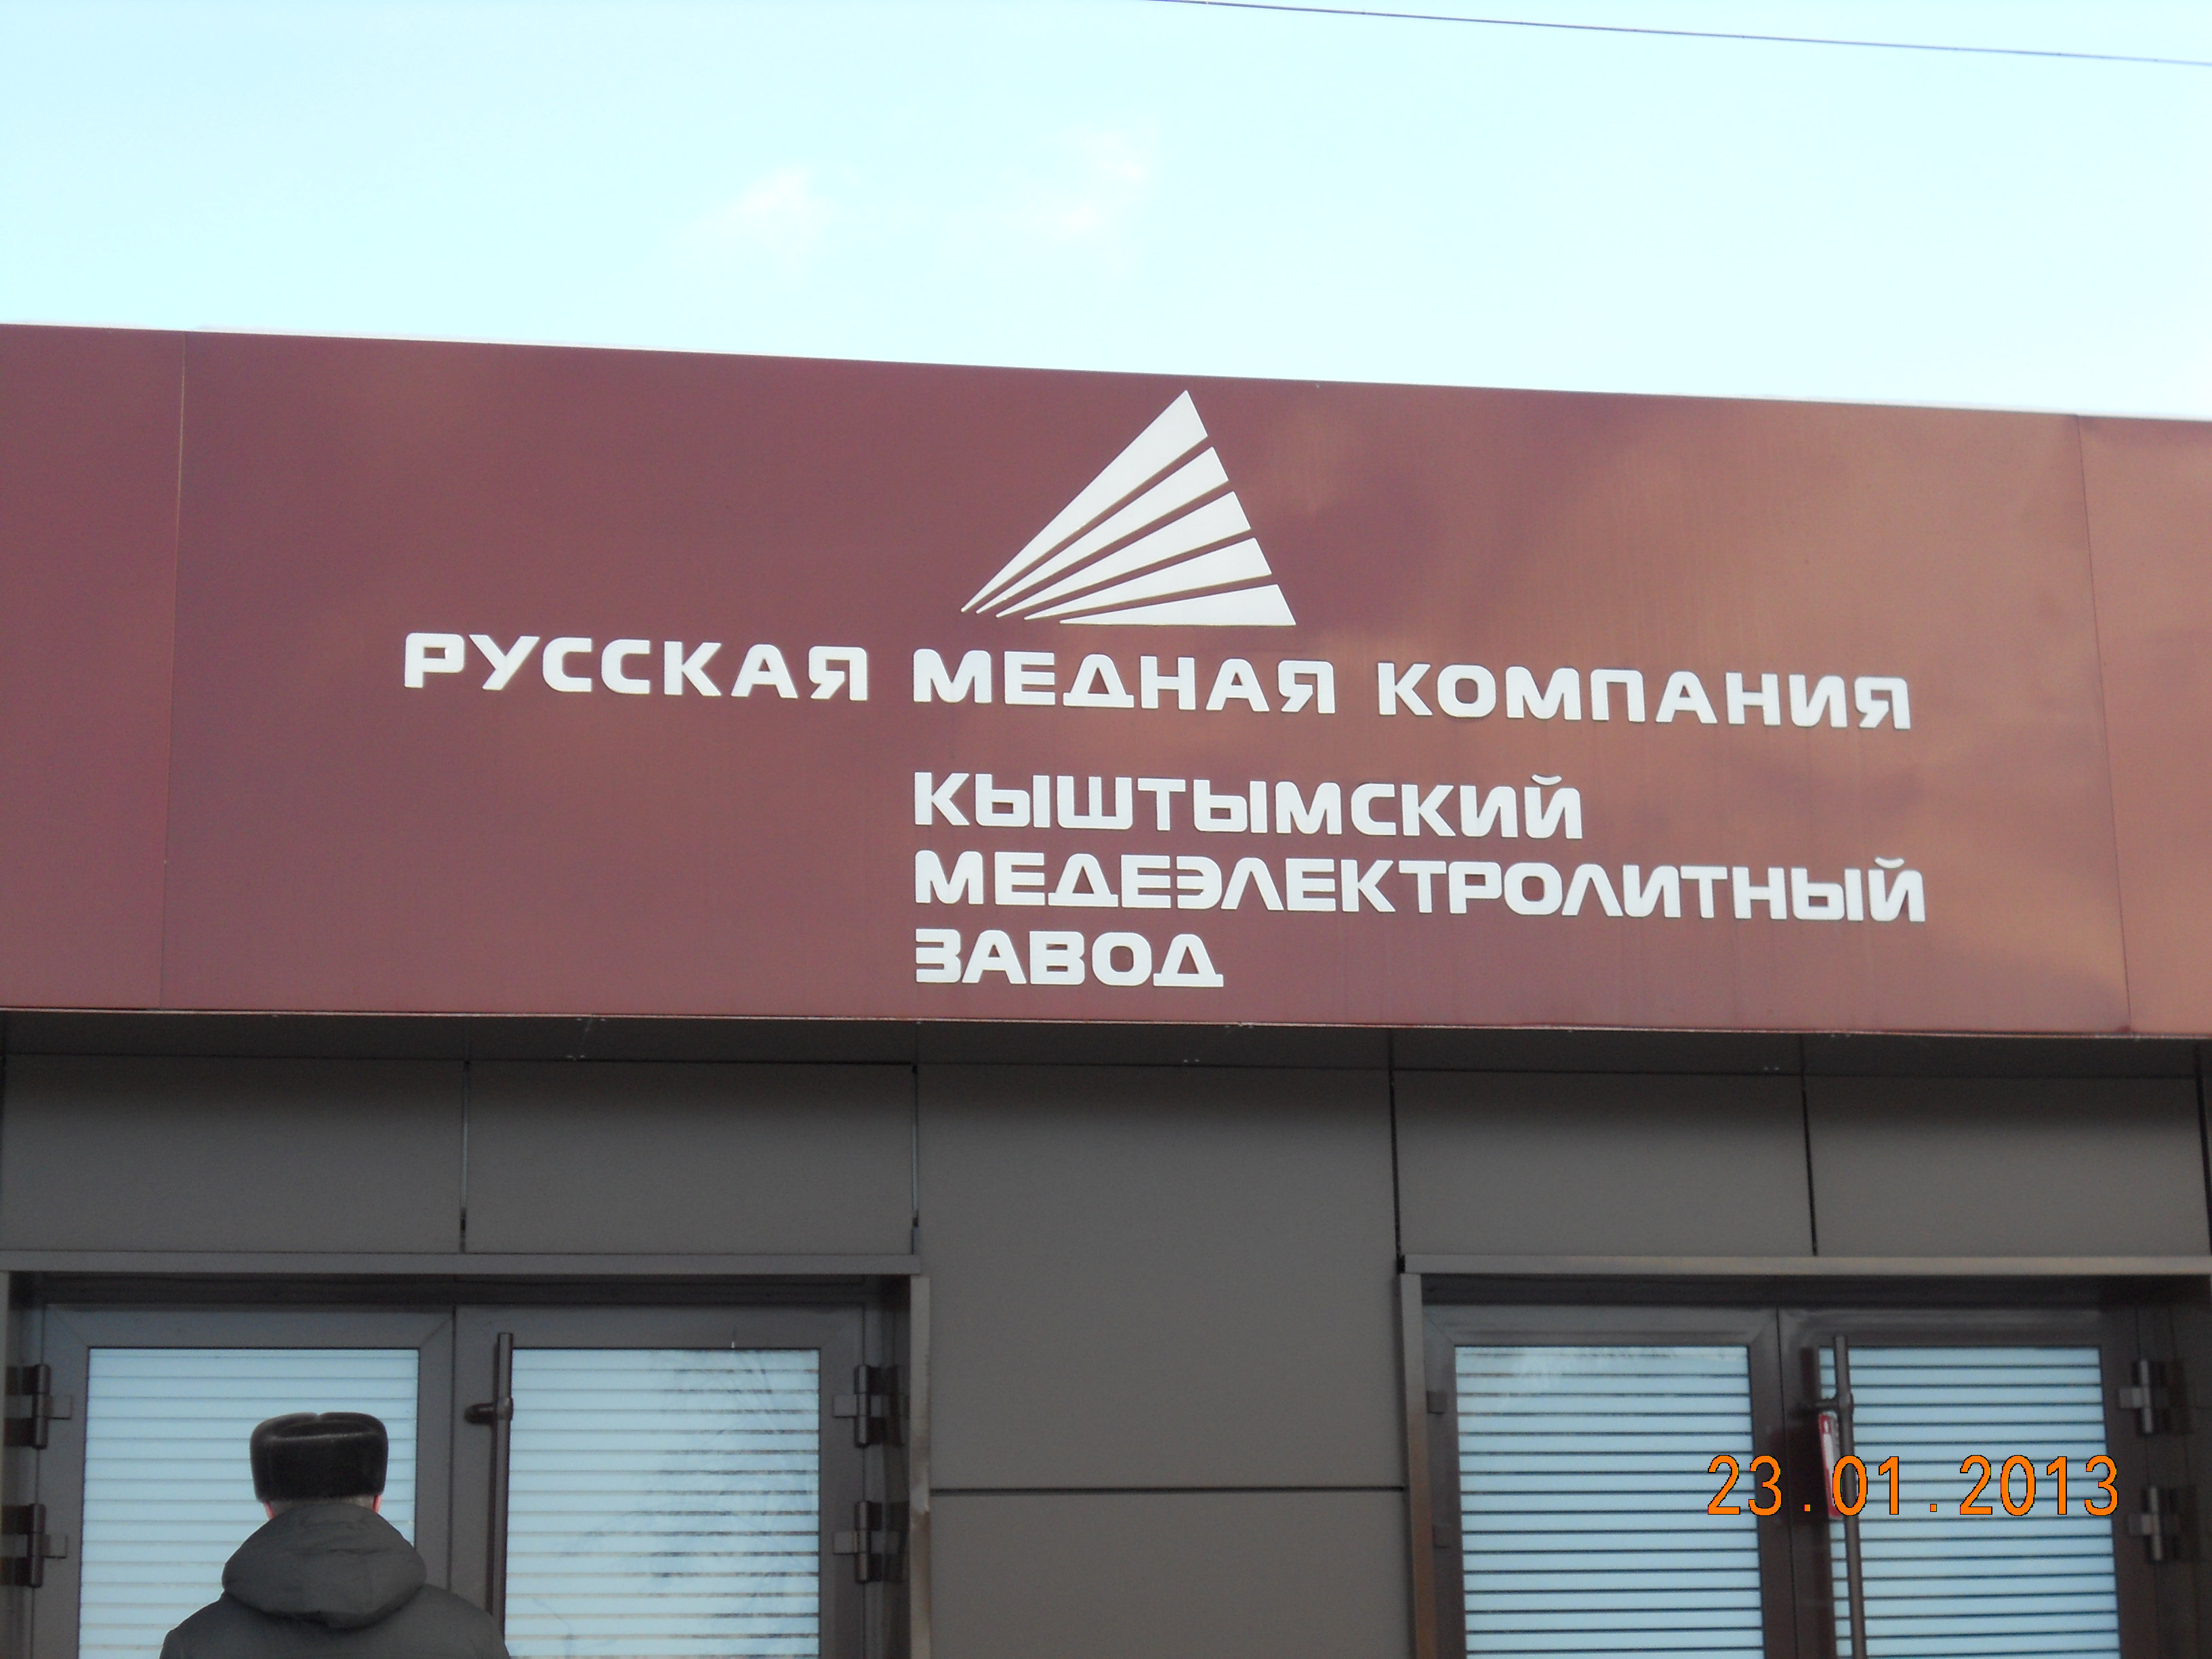 РУССКАЯ МЕДНАЯ КОМПАНИЯ
КЫШТЫМСКИЙ
МЕДЕЭЛЕКТРОЛИТНЫЙ
ЗАВОД
23.01.2013